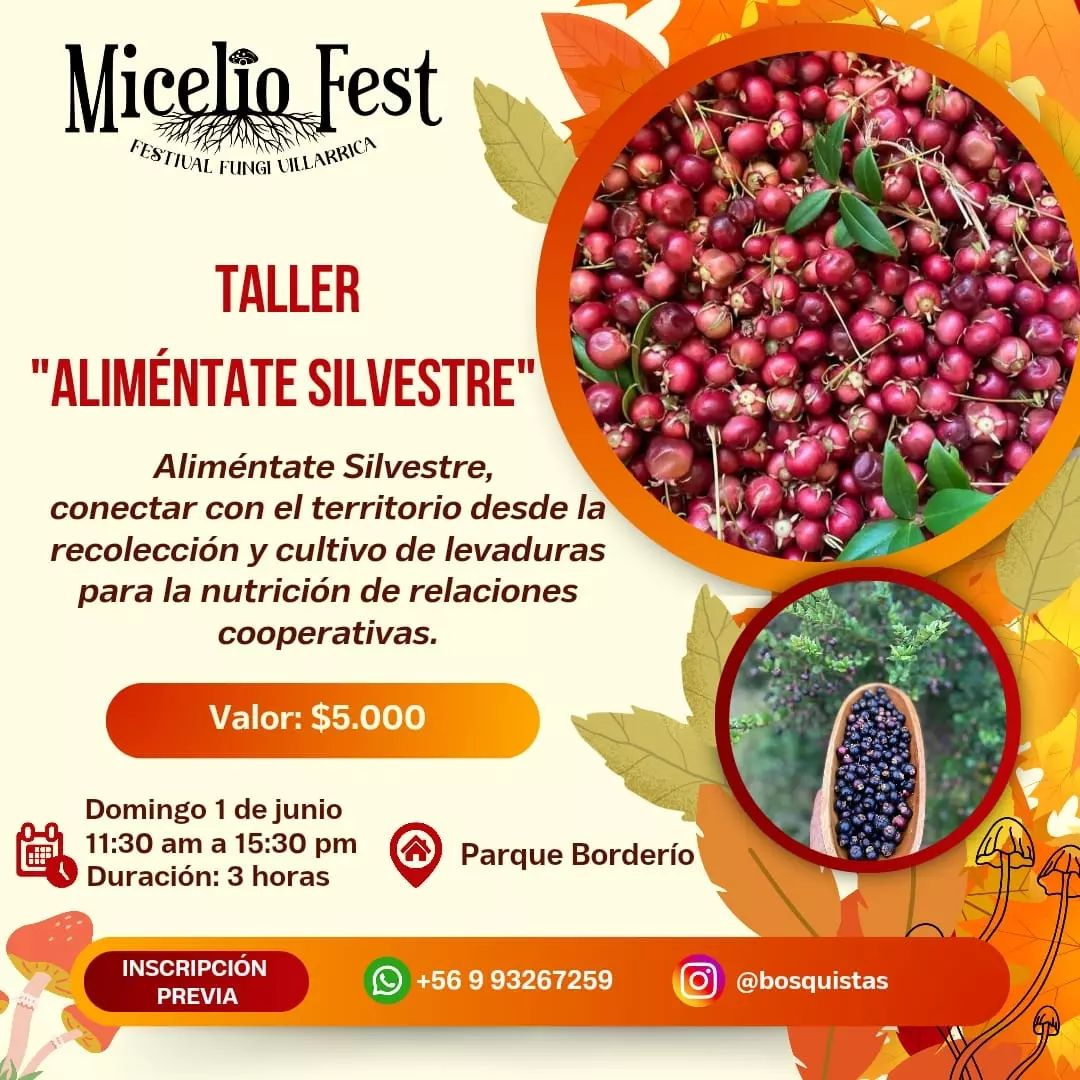 Micelio Fest
FESTIVAL FUNGI VILLARRICA
TALLER
"ALIMÉNTATE SILVESTRE"
Aliméntate Silvestre,
conectar con el territorio desde la
recolección y cultivo de levaduras
para la nutrición de relaciones
cooperativas.
Valor: $5.000
Domingo 1 de junio
11:30 am a 15:30 pm
Duración: 3 horas
Parque Borderío
INSCRIPCIÓN
PREVIA
+56 9 93267259
@bosquistas